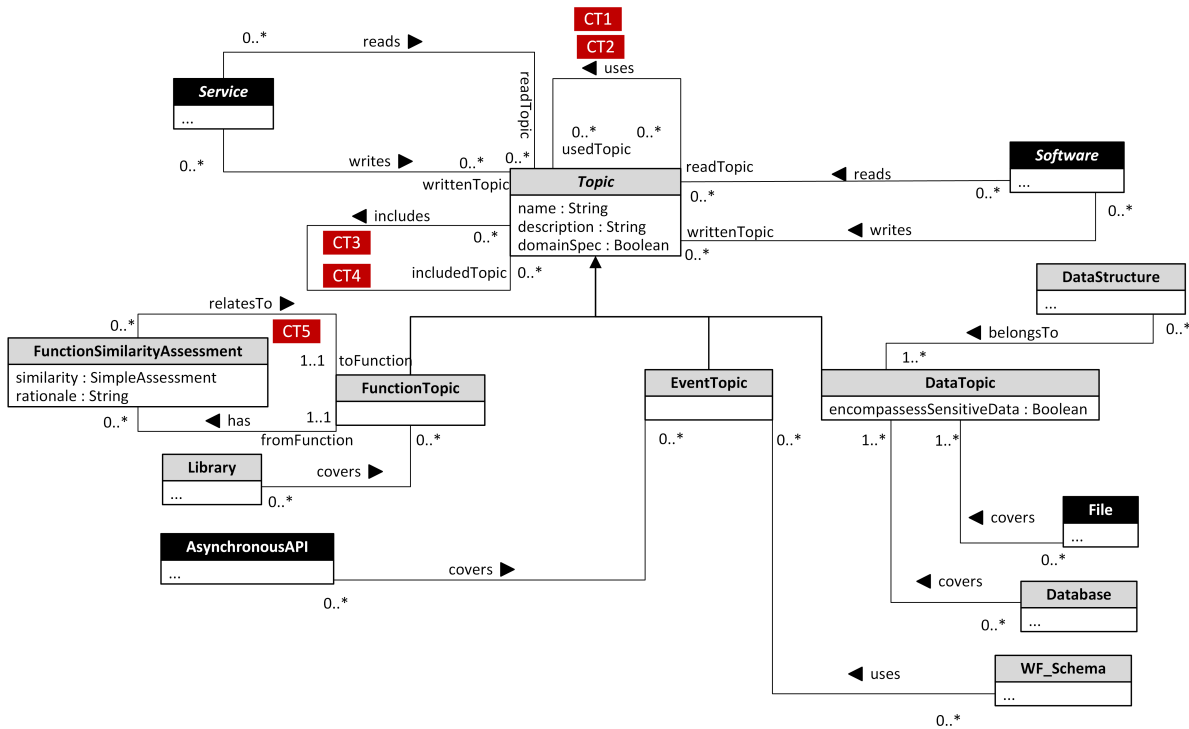 CT1
0..*
reads
CT2
uses
readTopic
Service
...
0..*
0..*
usedTopic
0..*
writes
0..*
0..*
writtenTopic
Topic
name : String
description : String
domainSpec : Boolean
readTopic
0..*
reads
0..*
Software
...
0..*
writtenTopic
writes
0..*
includes
0..*
CT3
CT4
includedTopic
0..*
DataStructure
...
0..*
belongsTo
1..*
relatesTo
0..*
CT5
FunctionSimilarityAssessment
similarity : SimpleAssessment
rationale : String
1..1
toFunction
1..1
0..*
has
fromFunction
FunctionTopic
0..*
EventTopic
0..*
0..*
DataTopic
encompassessSensitiveData : Boolean
1..*
1..*
Library
...
covers
0..*
File
...
covers
0..*
AsynchronousAPI
...
covers
0..*
covers
Database
...
0..*
WF_Schema
...
uses
0..*